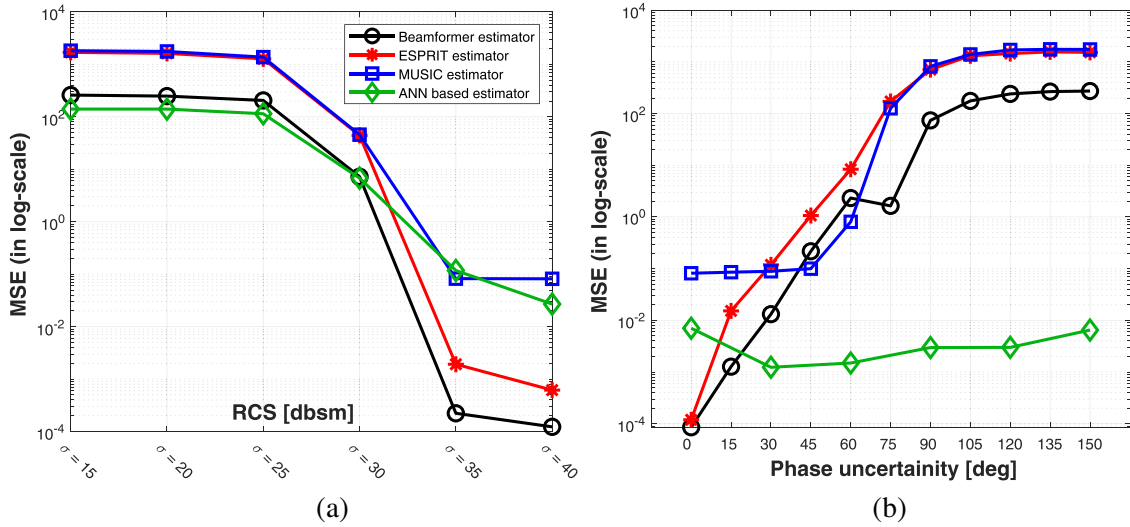 10^4
10^2
10^0
10^-2
10^-4
MSE (in log-scale)
Beamformer estimator
ESPRIT estimator
MUSIC estimator
ANN based estimator
RCS [dbsm]
σ = 15
σ = 20
σ = 25
σ = 30
σ = 35
σ = 40
(a)
10^4
10^2
10^0
10^-2
10^-4
MSE (in log-scale)
0 15 30 45 60 75 90 105 120 135 150
Phase uncertainity [deg]
(b)